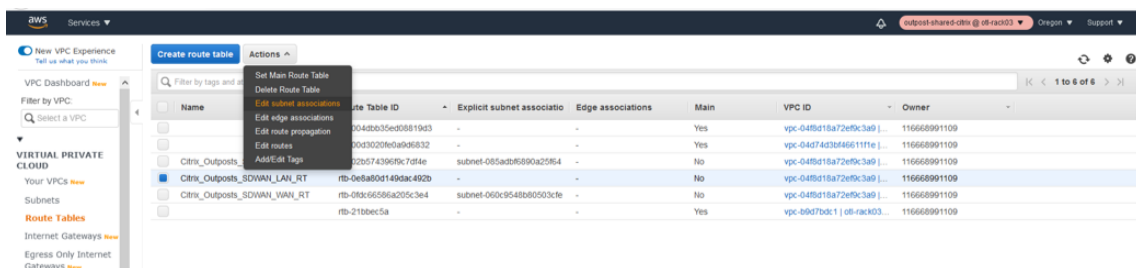 aws Services ▼ outpost-shared-citrix @ otl-rack03 ▼ Oregon ▼ Support ▼
New VPC Experience
Tell us what you think
Create route table Actions
VPC Dashboard New
Filter by tags and
1 to 6 of 6
Set Main Route Table
Delete Route Table
Edit subnet associations
Edit edge associations
Edit route propagation
Edit routes
Add/Edit Tags
Filter by VPC:
Select a VPC
VIRTUAL PRIVATE
CLOUD
Your VPCs New
Subnets
Route Tables
Internet Gateways New
Egress Only Internet
Gateways New
Name ute Table ID Explicit subnet associatio Edge associations Main VPC ID Owner
004dbb35ed08819d3 - - Yes vpc-04f8d18a72ef9c3a9 |... 116668991109
00d3020fe0a9d6832 - - Yes vpc-04d74d3bf46611f1e |... 116668991109
Citrix_Outposts_ 02b574396f9c7df4e subnet-085adbf6890a25f64 - No vpc-04f8d18a72ef9c3a9 |... 116668991109
Citrix_Outposts_SDWAN_LAN_RT rtb-0e8a80d149dac492b - - No vpc-04f8d18a72ef9c3a9 |... 116668991109
Citrix_Outposts_SDWAN_WAN_RT rtb-0fdc66586a205c3e4 subnet-060c9548b80503cfe - No vpc-04f8d18a72ef9c3a9 |... 116668991109
rtb-21bbec5a - - Yes vpc-b9d7bdc1 | otl-rack03... 116668991109